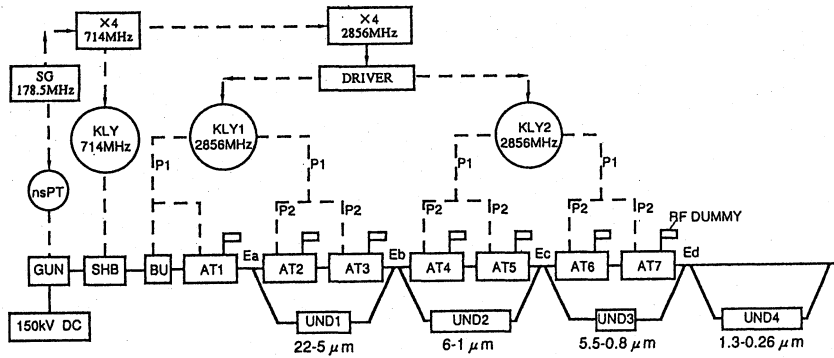 ×4
714MHz
×4
2856MHz
SG
178.5MHz
DRIVER
KLY
714MHz
KLY1
2856MHz
KLY2
2856MHz
P1
P1
P1
P1
nsPT
P2
P2
P2
P2
P2
P2
RF DUMMY
GUN
SHB
BU
AT1
Ea
AT2
AT3
Eb
AT4
AT5
Ec
AT6
AT7
Ed
150kV DC
UND1
UND2
UND3
UND4
22-5 μm
6-1 μm
5.5-0.8 μm
1.3-0.26 μm